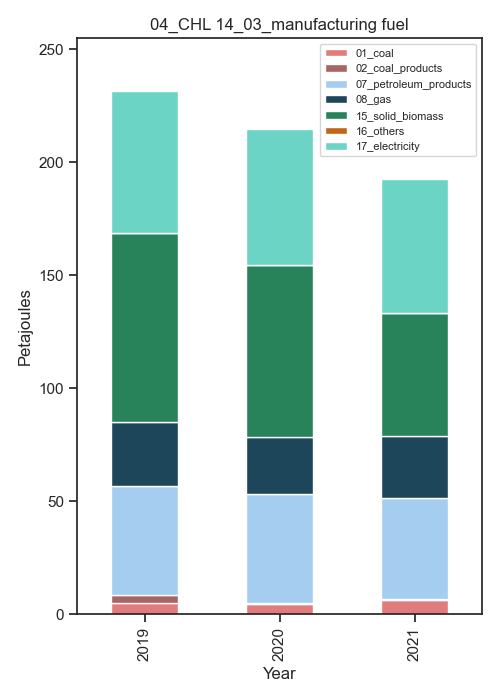 04_CHL 14_03_manufacturing fuel
250
200
150
100
50
0
Petajoules
01_coal
02_coal_products
07_petroleum_products
08_gas
15_solid_biomass
16_others
17_electricity
2019
2020
2021
Year